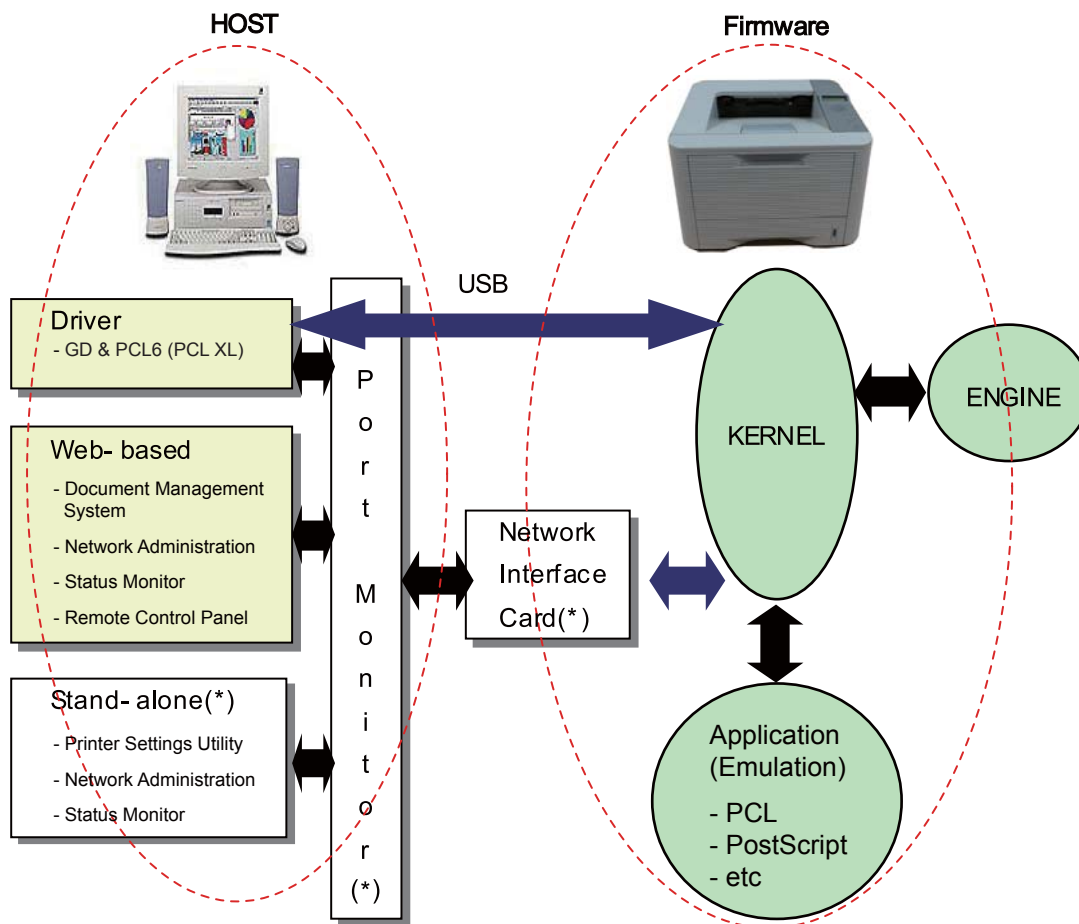 HOST
Firmware
USB
Driver
- GD & PCL6 (PCL XL)
Web- based
- Document Management
System
- Network Administration
- Status Monitor
- Remote Control Panel
Stand- alone(*)
- Printer Settings Utility
- Network Administration
- Status Monitor
Port Monitor(*)
Network
Interface
Card(*)
KERNEL
ENGINE
Application
(Emulation)
- PCL
- PostScript
- etc